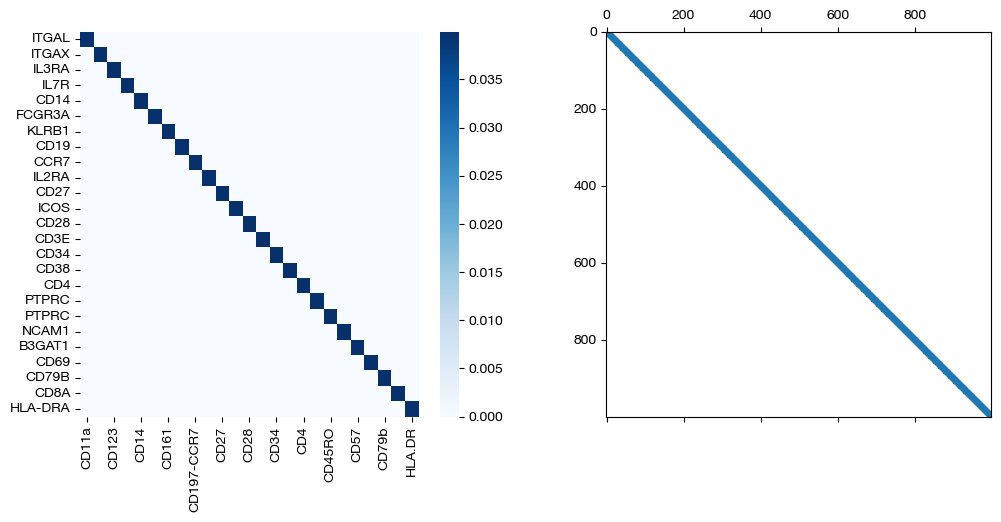 ITGAL
ITGAX
IL3RA
IL7R
CD14
FCGR3A
KLRB1
CD19
CCR7
IL2RA
CD27
ICOS
CD28
CD3E
CD34
CD38
CD4
PTPRC
PTPRC
NCAM1
B3GAT1
CD69
CD79B
CD8A
HLA-DRA
CD11a
CD123
CD14
CD161
CD197-CCR7
CD27
CD28
CD34
CD4
CD45RO
CD57
CD79b
HLA.DR
0.035
0.030
0.025
0.020
0.015
0.010
0.005
0.000
0 200 400 600 800
0
200
400
600
800